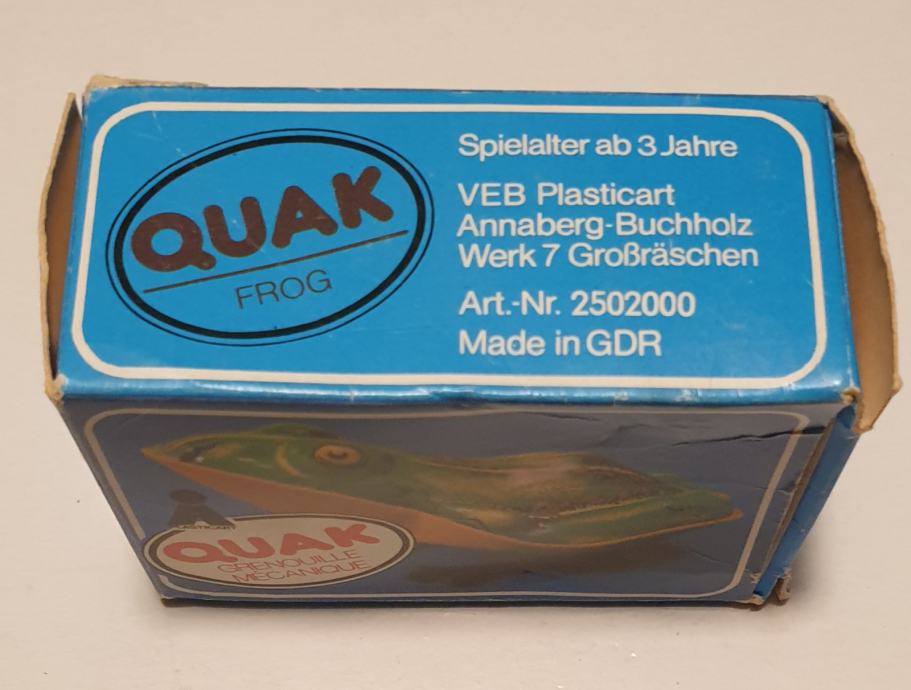 QUAK
FROG
Spielalter ab 3 Jahre
VEB Plasticart
Annaberg-Buchholz
Werk 7 Großräschen
Art.-Nr. 2502000
Made in GDR
PLASTICART
QUAK
GRENOUILLE
MÉCANIQUE